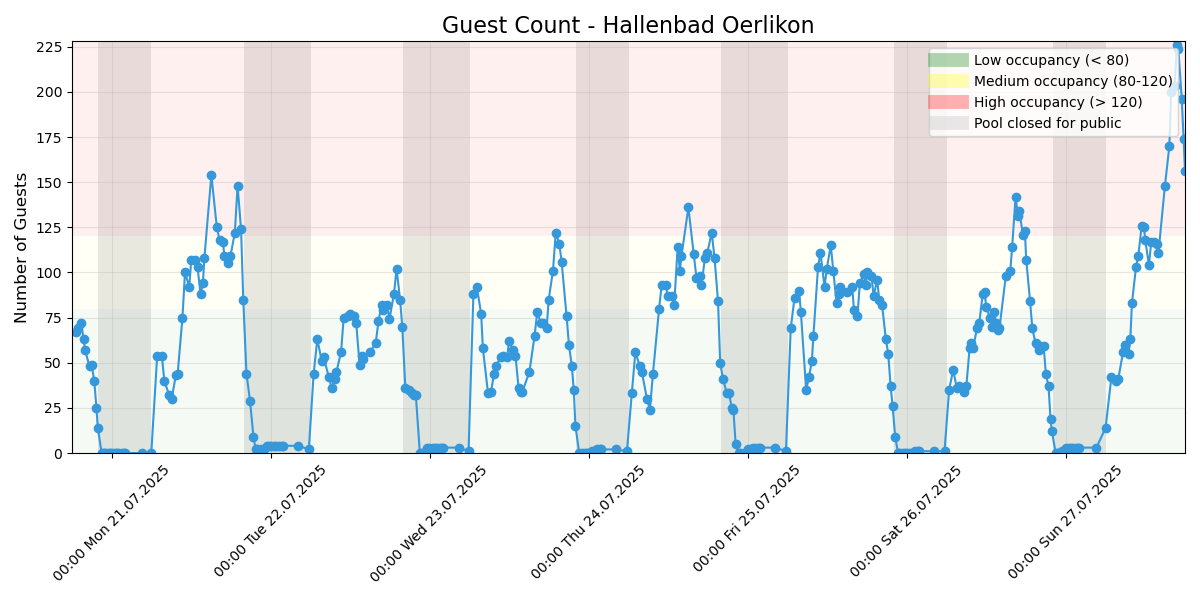 Guest Count - Hallenbad Oerlikon
Number of Guests
225
200
175
150
125
100
75
50
25
0
Low occupancy (< 80)
Medium occupancy (80-120)
High occupancy (> 120)
Pool closed for public
00:00 Mon 21.07.2025
00:00 Tue 22.07.2025
00:00 Wed 23.07.2025
00:00 Thu 24.07.2025
00:00 Fri 25.07.2025
00:00 Sat 26.07.2025
00:00 Sun 27.07.2025